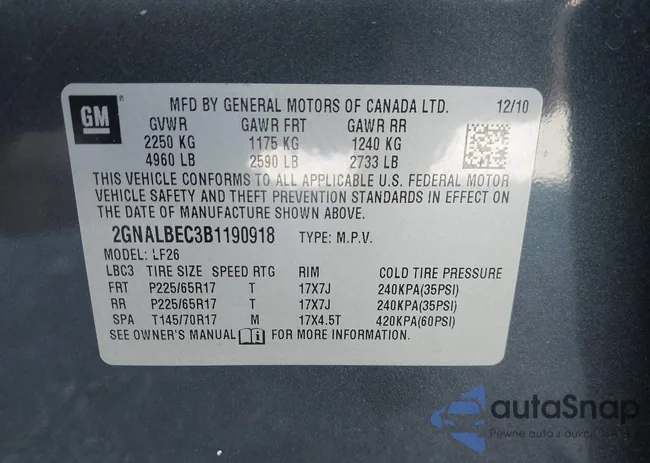 GM
MFD BY GENERAL MOTORS OF CANADA LTD. 12/10
GVWR GAWR FRT GAWR RR
2250 KG 1175 KG 1240 KG
4960 LB 2590 LB 2733 LB
THIS VEHICLE CONFORMS TO ALL APPLICABLE U.S. FEDERAL MOTOR
VEHICLE SAFETY AND THEFT PREVENTION STANDARDS IN EFFECT ON
THE DATE OF MANUFACTURE SHOWN ABOVE.
2GNALBEC3B1190918 TYPE: M.P.V.
MODEL: LF26
LBC3 TIRE SIZE SPEED RTG RIM COLD TIRE PRESSURE
FRT P225/65R17 T 17X7J 240KPA(35PSI)
RR P225/65R17 T 17X7J 240KPA(35PSI)
SPA T145/70R17 M 17X4.5T 420KPA(60PSI)
SEE OWNER'S MANUAL FOR MORE INFORMATION.
autaSnap
Pewne auta z aukcji